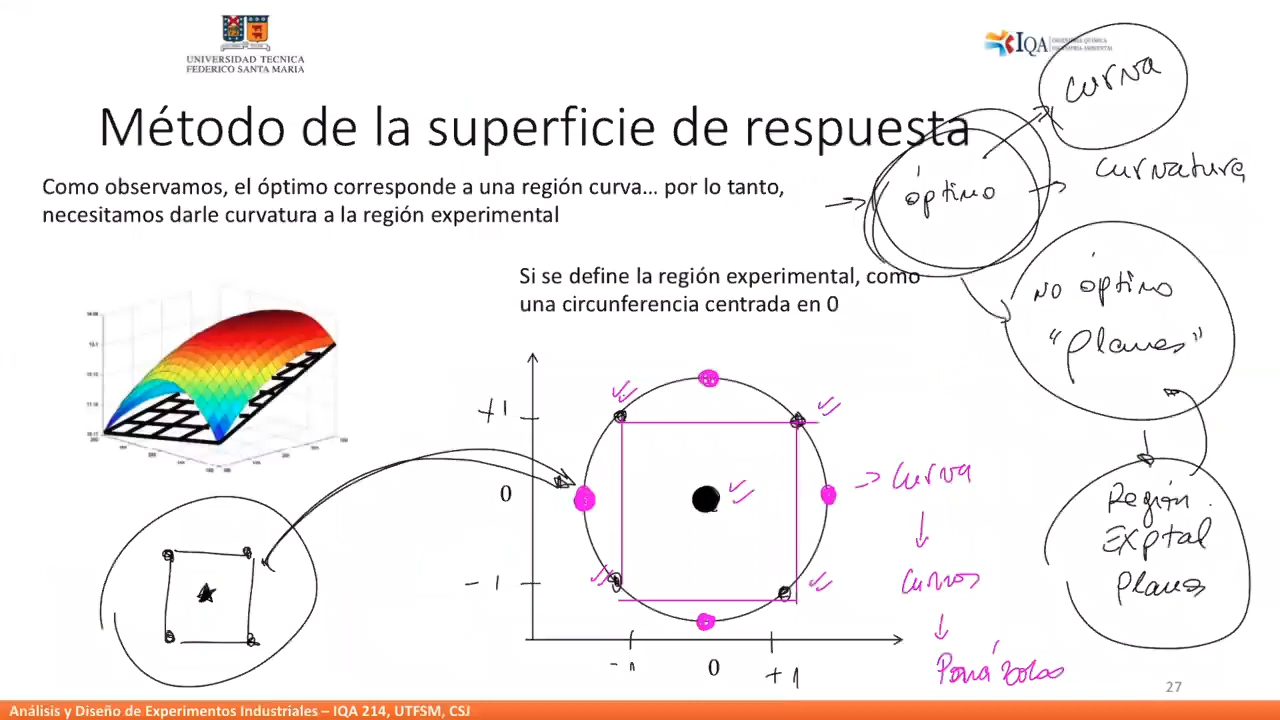 UNIVERSIDAD TECNICA
FEDERICO SANTA MARIA
IQA
curva
Método de la superficie de respuesta
curvatura
óptimo
Como observamos, el óptimo corresponde a una región curva... por lo tanto,
necesitamos darle curvatura a la región experimental
Si se define la región experimental, como
una circunferencia centrada en 0
No óptimo
"planos"
+1
0
-1
-1
0
+1
→ Curva
curvos
Parábolas
Región
Exptal
Planos
27
Análisis y Diseño de Experimentos Industriales – IQA 214, UTFSM, CSJ